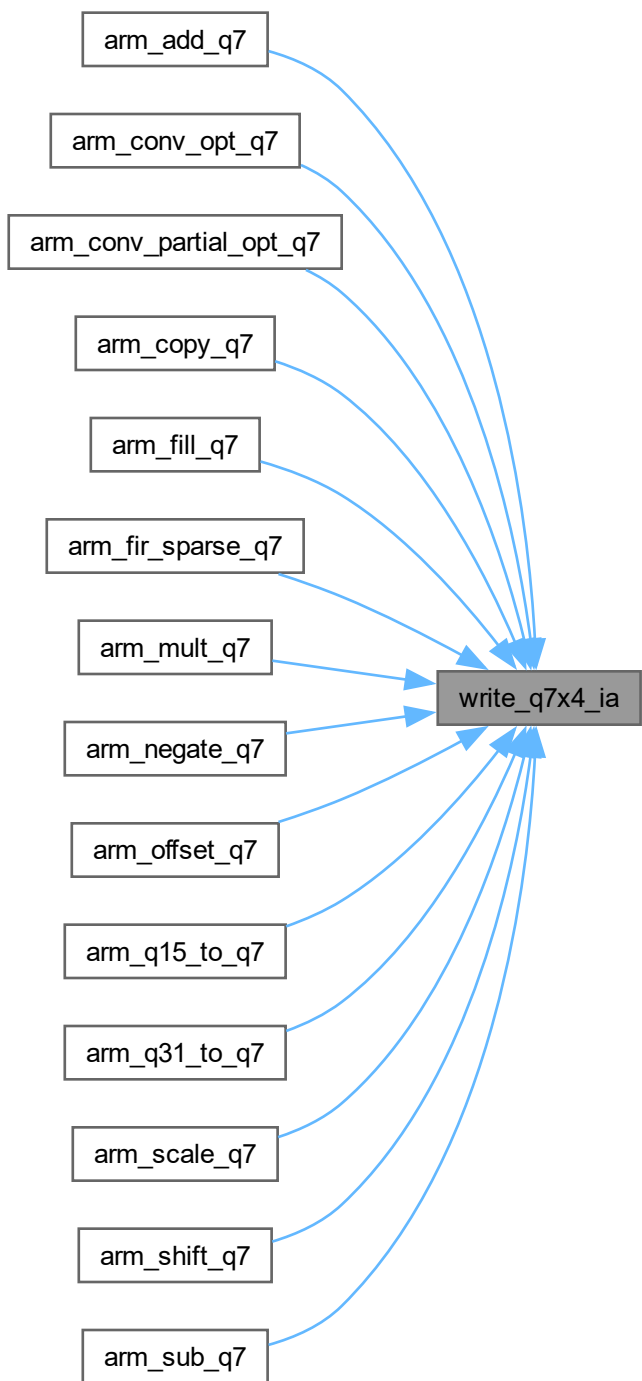 arm_add_q7
arm_conv_opt_q7
arm_conv_partial_opt_q7
arm_copy_q7
arm_fill_q7
arm_fir_sparse_q7
arm_mult_q7
write_q7x4_ia
arm_negate_q7
arm_offset_q7
arm_q15_to_q7
arm_q31_to_q7
arm_scale_q7
arm_shift_q7
arm_sub_q7